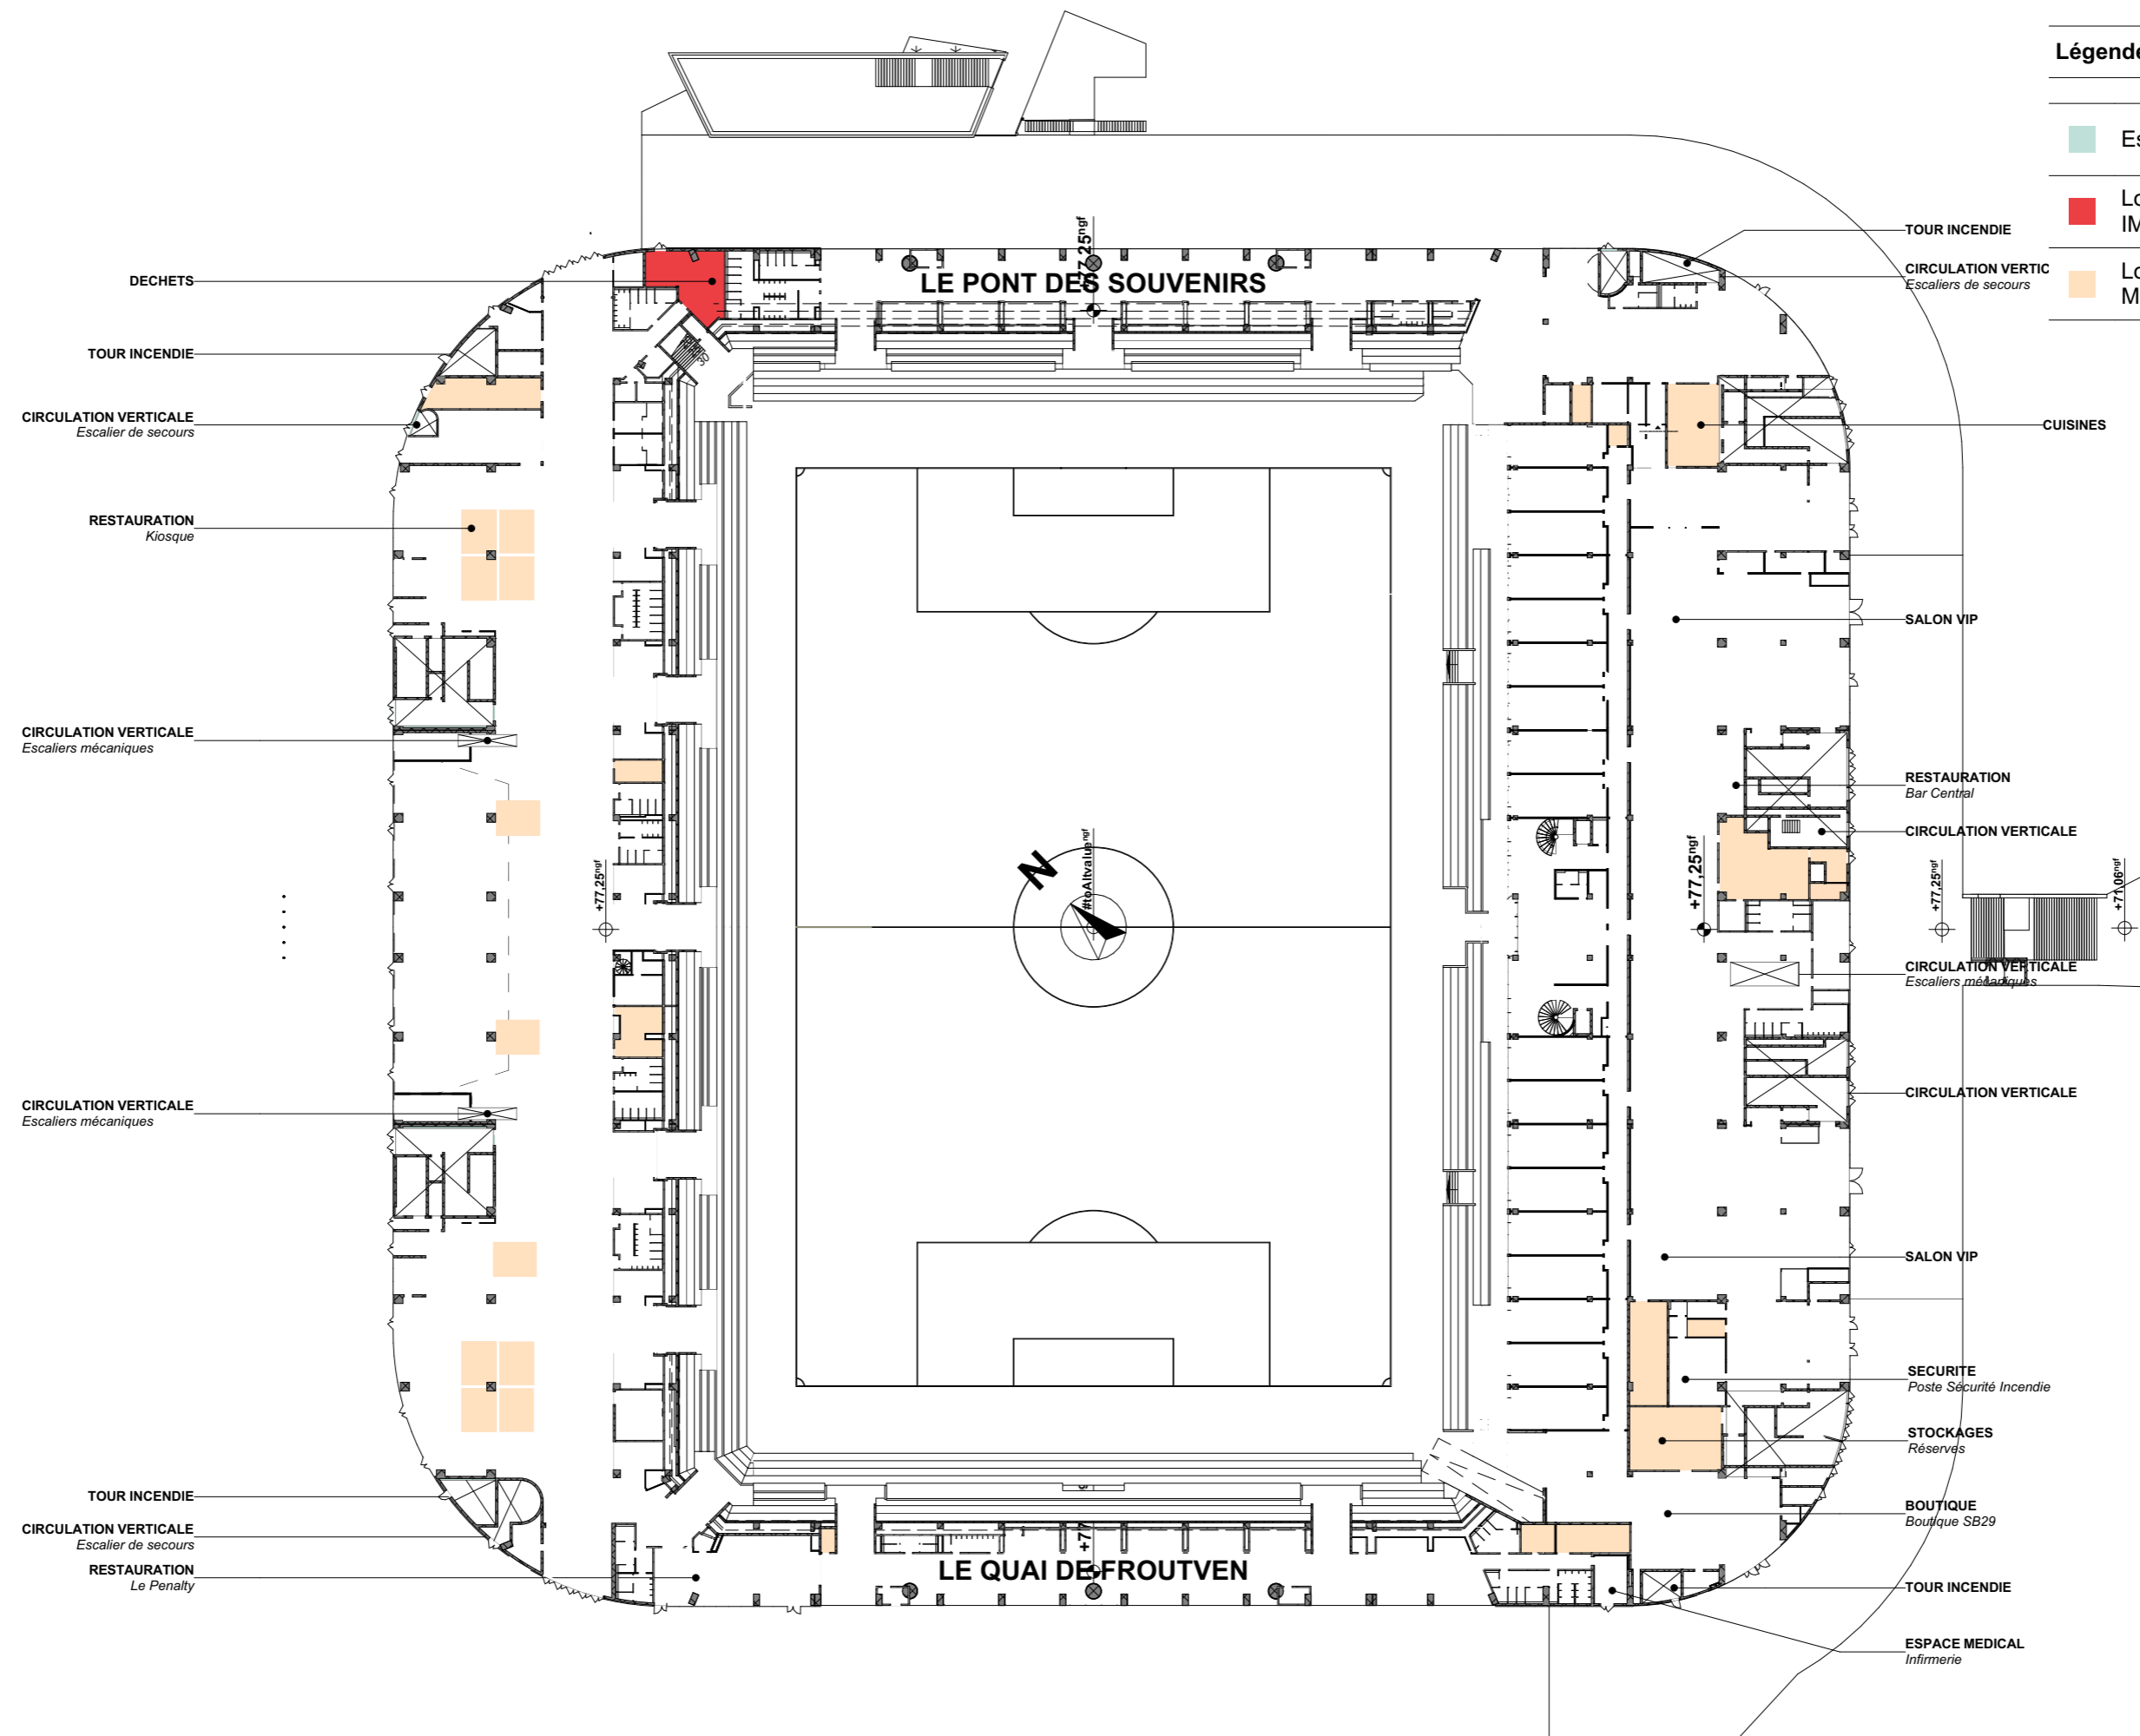 Légende
Es
Lo
IM
Lo
M
DECHETS
TOUR INCENDIE
CIRCULATION VERTICALE
Escalier de secours
RESTAURATION
Kiosque
CIRCULATION VERTICALE
Escaliers mécaniques
CIRCULATION VERTICALE
Escaliers mécaniques
TOUR INCENDIE
CIRCULATION VERTICALE
Escalier de secours
RESTAURATION
Le Penalty
LE PONT DES SOUVENIRS
+77,25ngf
+77,25ngf
N
#toAltvaluengf
+77,25ngf
+77,25ngf
+71,06ngf
+77
LE QUAI DE FROUTVEN
TOUR INCENDIE
CIRCULATION VERTIC
Escaliers de secours
CUISINES
SALON VIP
RESTAURATION
Bar Central
CIRCULATION VERTICALE
CIRCULATION VERTICALE
Escaliers mécaniques
CIRCULATION VERTICALE
SALON VIP
SECURITE
Poste Sécurité Incendie
STOCKAGES
Réserves
BOUTIQUE
Boutique SB29
TOUR INCENDIE
ESPACE MEDICAL
Infirmerie